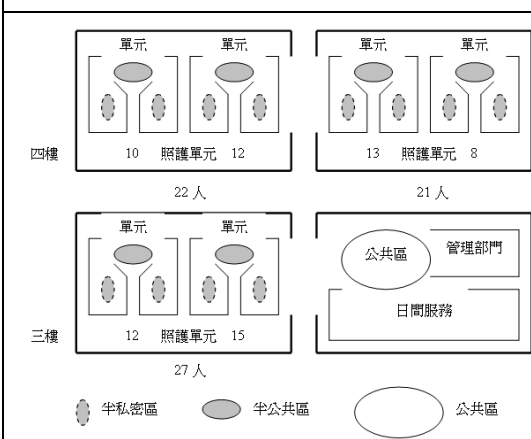 單元 單元 單元 單元
四樓 10 照護單元 12 13 照護單元 8
22 人 21 人
單元 單元
公共區 管理部門
日間服務
三樓 12 照護單元 15
27 人
半私密區 半公共區 公共區